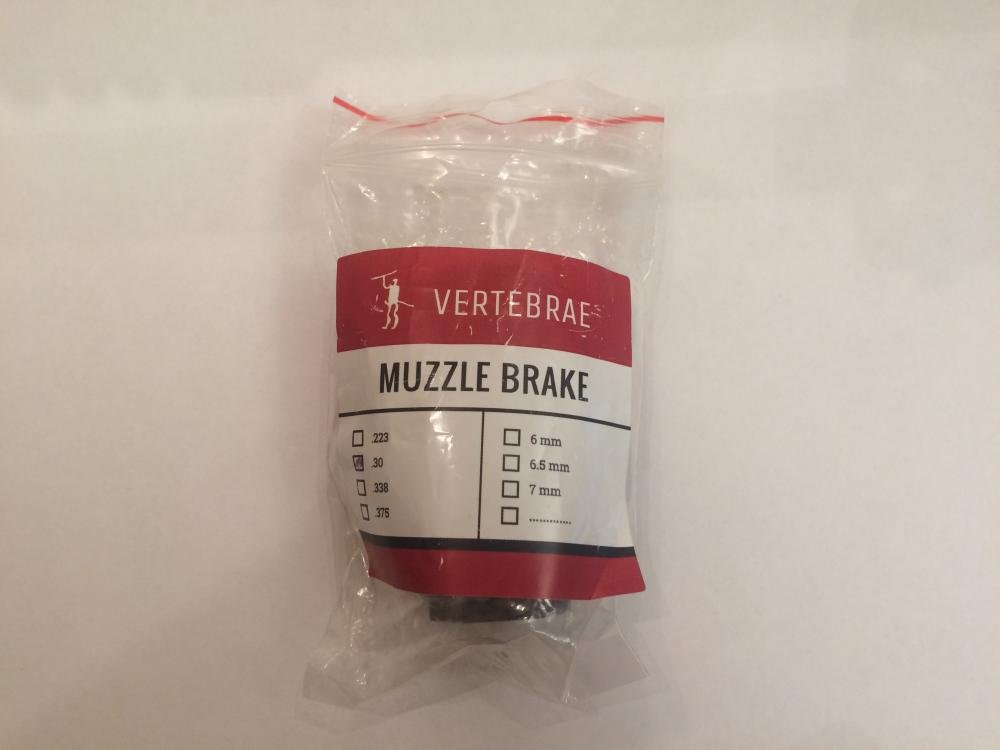 VERTEBRAE
MUZZLE BRAKE
.223
.30
.338
.375
6 mm
6.5 mm
7 mm
..............